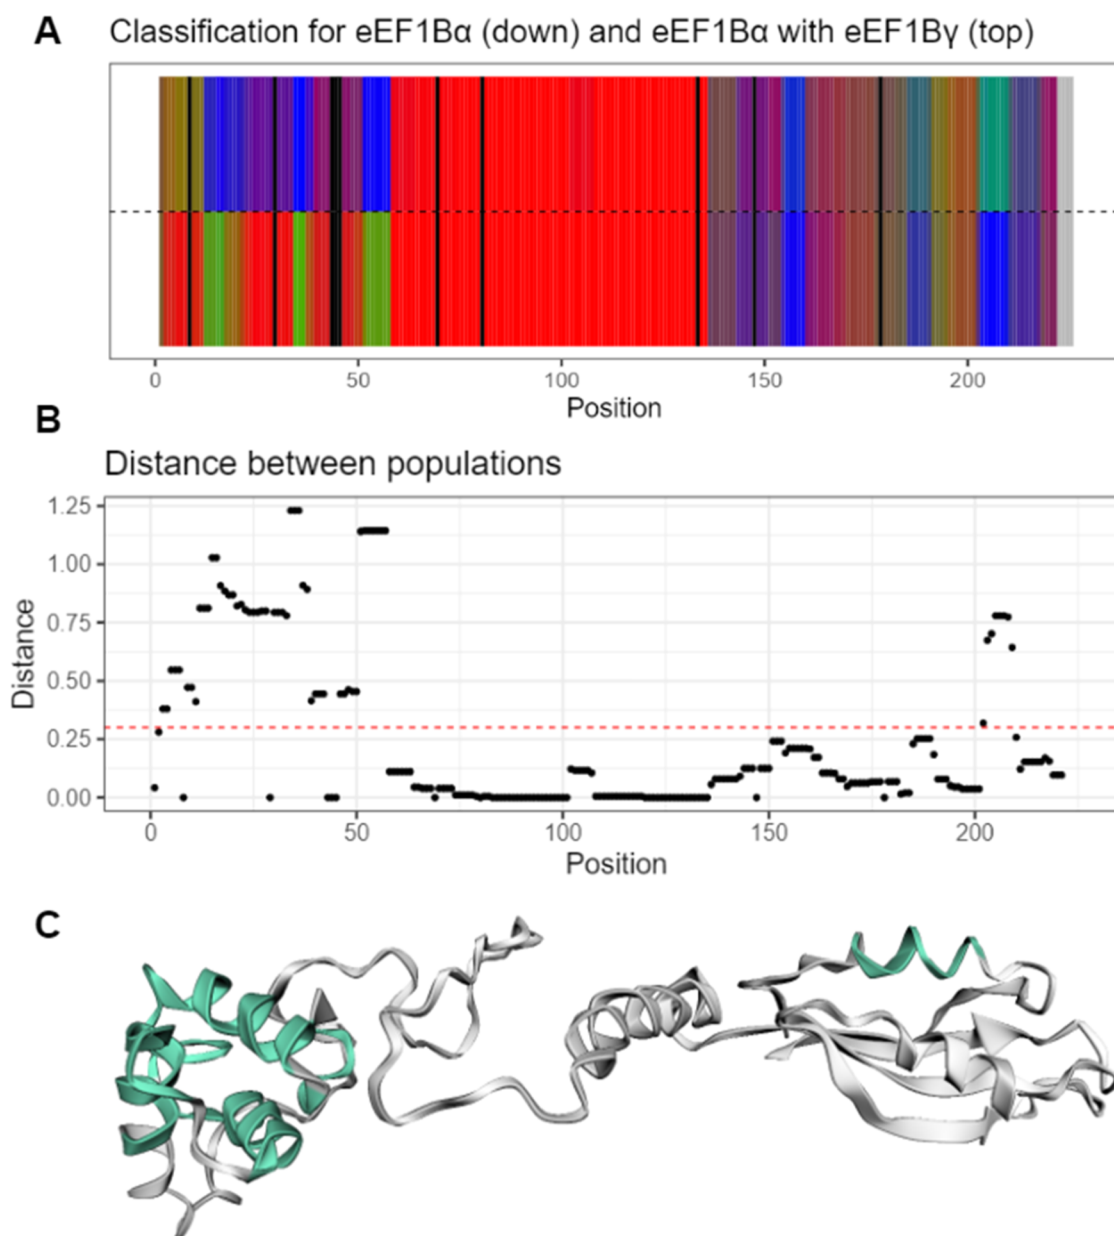 A
Classification for eEF1Bα (down) and eEF1Bα with eEF1Bγ (top)
0 50 100 150 200
Position
B
Distance between populations
1.25
1.00
0.75
0.50
0.25
0.00
Distance
0 50 100 150 200
Position
C